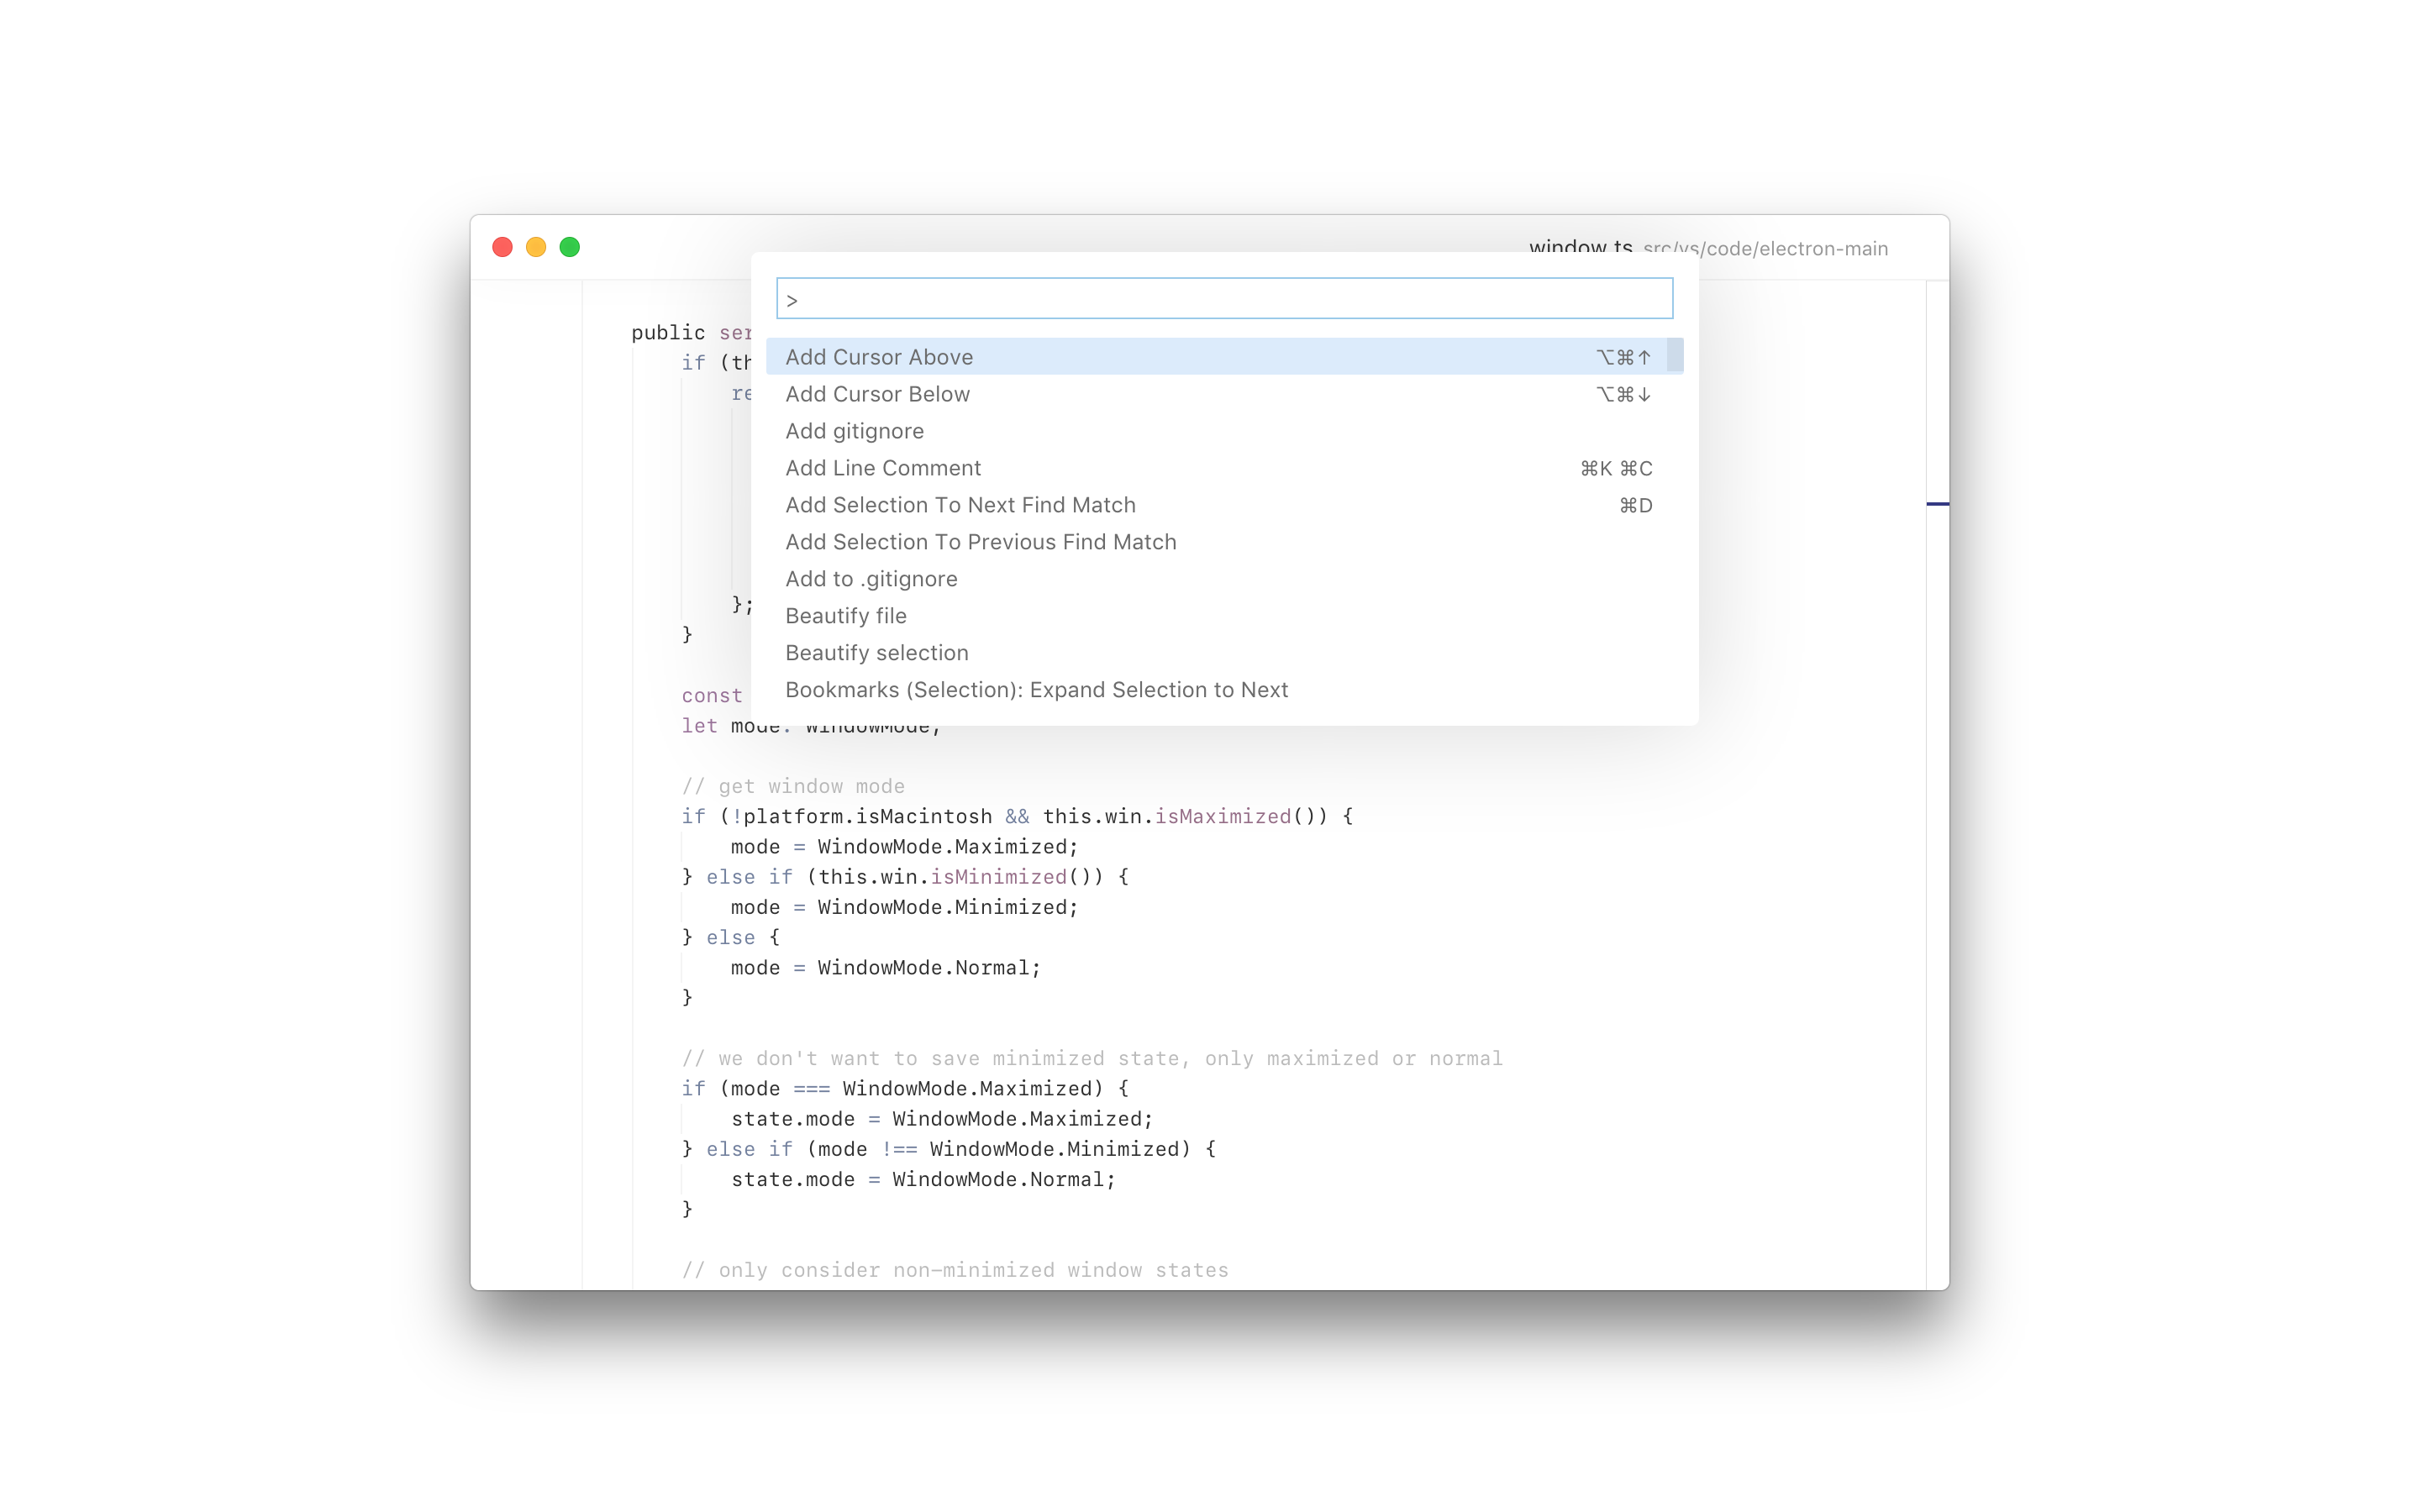 window.ts src/vs/code/electron-main
>
Add Cursor Above ⌥⌘↑
Add Cursor Below ⌥⌘↓
Add gitignore
Add Line Comment ⌘K ⌘C
Add Selection To Next Find Match ⌘D
Add Selection To Previous Find Match
Add to .gitignore
Beautify file
Beautify selection
Bookmarks (Selection): Expand Selection to Next
public ser
if (th
re
};
}
const
let mode: WindowMode;
// get window mode
if (!platform.isMacintosh && this.win.isMaximized()) {
mode = WindowMode.Maximized;
} else if (this.win.isMinimized()) {
mode = WindowMode.Minimized;
} else {
mode = WindowMode.Normal;
}
// we don't want to save minimized state, only maximized or normal
if (mode === WindowMode.Maximized) {
state.mode = WindowMode.Maximized;
} else if (mode !== WindowMode.Minimized) {
state.mode = WindowMode.Normal;
}
// only consider non-minimized window states